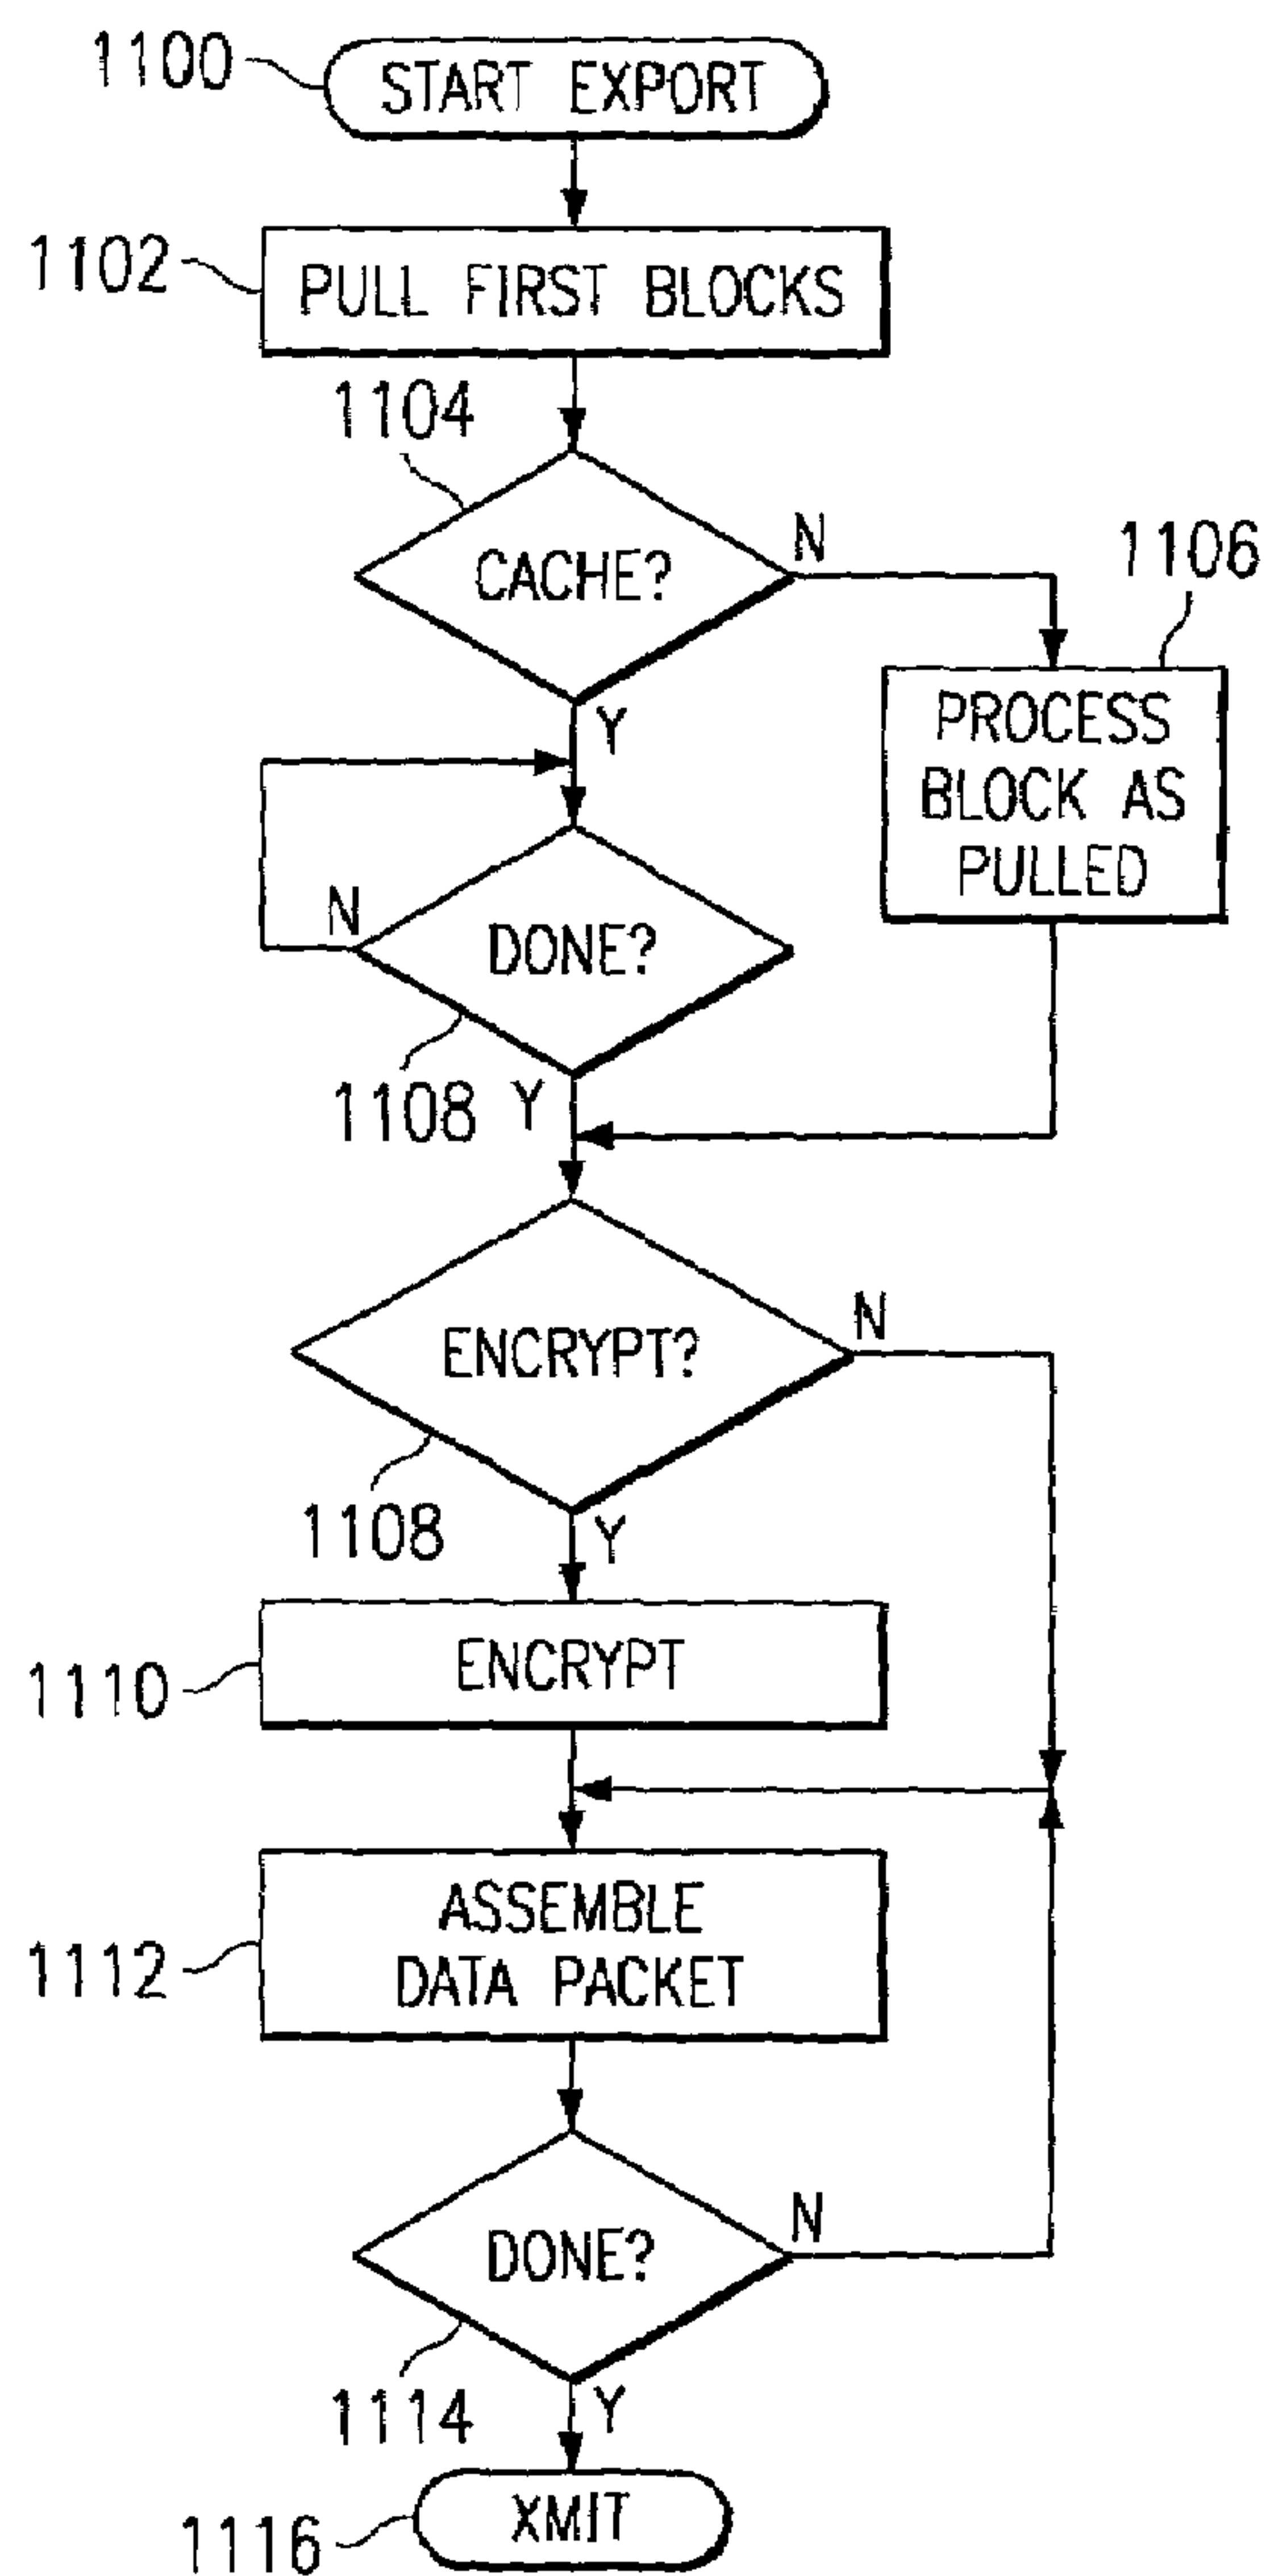 1100
START EXPORT
1102
PULL FIRST BLOCKS
1104
CACHE?
N
1106
Y
PROCESS
BLOCK AS
PULLED
N
DONE?
1108
Y
ENCRYPT?
N
1108
Y
1110
ENCRYPT
1112
ASSEMBLE
DATA PACKET
DONE?
N
1114
Y
1116
XMIT